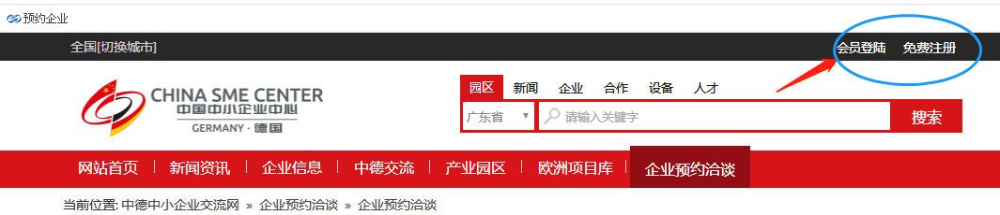 预约企业
全国[切换城市] 会员登陆 免费注册
园区 新闻 企业 合作 设备 人才
CHINA SME CENTER
中国中小企业中心
GERMANY · 德国
广东省 请输入关键字 搜索
网站首页 新闻资讯 企业信息 中德交流 产业园区 欧洲项目库 企业预约洽谈
当前位置: 中德中小企业交流网 » 企业预约洽谈 » 企业预约洽谈